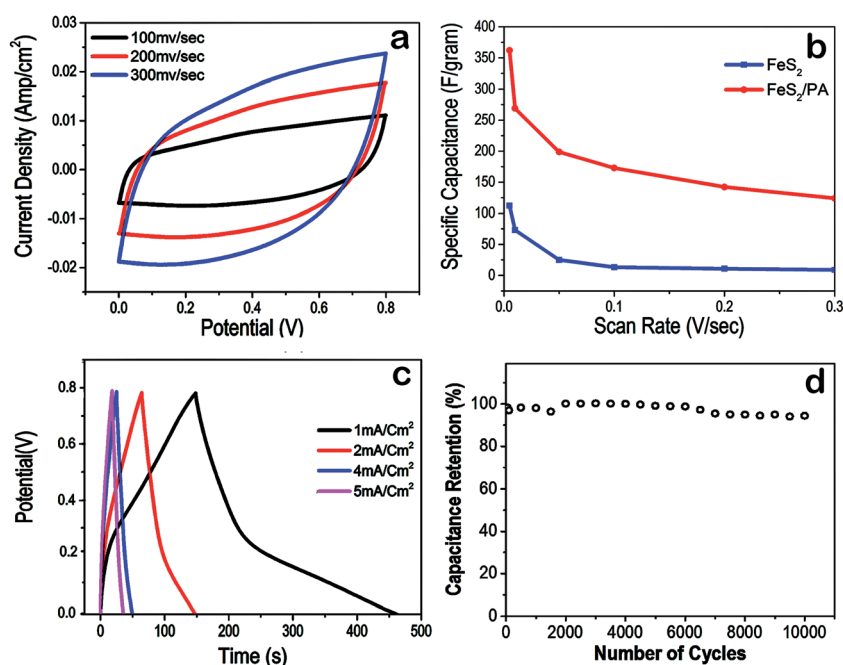 a
100mv/sec
200mv/sec
300mv/sec
0.03
0.02
0.01
0.00
-0.01
-0.02
Current Density (Amp/cm²)
0.0 0.2 0.4 0.6 0.8
Potential (V)
b
FeS₂
FeS₂/PA
400
350
300
250
200
150
100
50
0
Specific Capacitance (F/gram)
0.0 0.1 0.2 0.3
Scan Rate (V/sec)
c
1mA/Cm²
2mA/Cm²
4mA/Cm²
5mA/Cm²
0.8
0.6
0.4
0.2
0.0
Potential(V)
0 100 200 300 400 500
Time (s)
d
120
100
80
60
40
20
0
Capacitance Retention (%)
0 2000 4000 6000 8000 10000
Number of Cycles